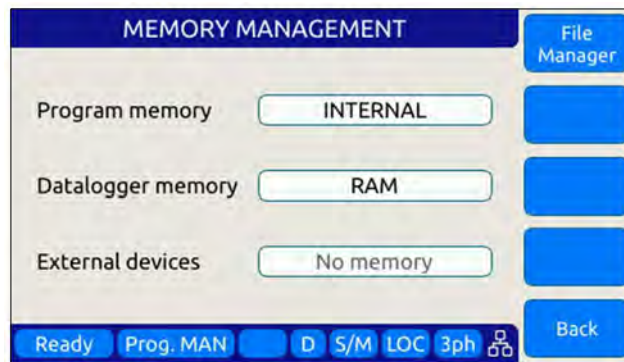 MEMORY MANAGEMENT
File
Manager
Program memory
INTERNAL
Datalogger memory
RAM
External devices
No memory
Back
Ready
Prog. MAN
D
S/M
LOC
3ph